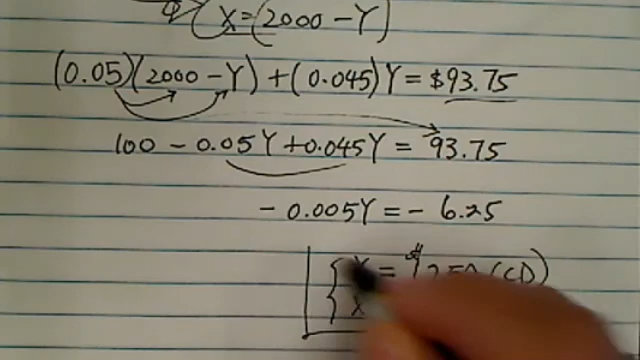 X = (2000 - Y)
(0.05)(2000 - Y) + (0.045)Y = $93.75
100 - 0.05Y + 0.045Y = 93.75
- 0.005Y = - 6.25
Y = $1250 (CD)
X